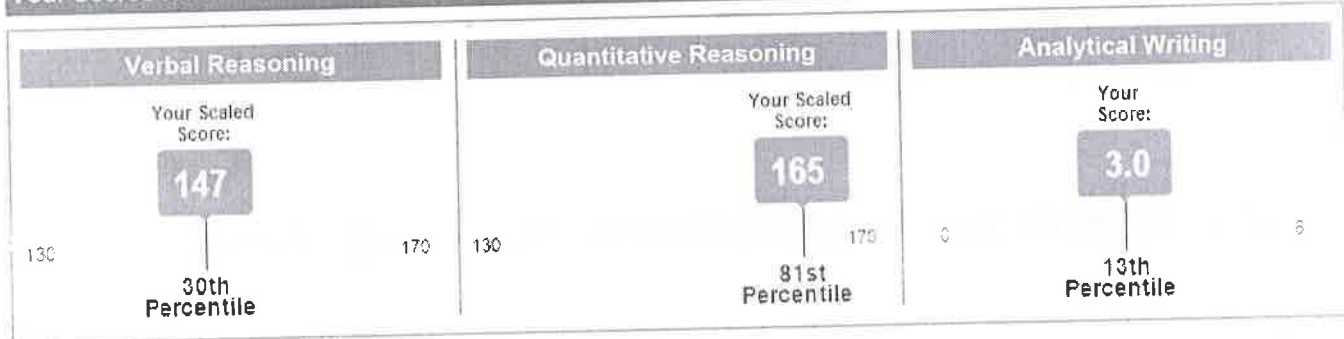 Verbal Reasoning
Your Scaled
Score:
147
130
170
30th
Percentile
Quantitative Reasoning
Your Scaled
Score:
165
130
170
81st
Percentile
Analytical Writing
Your
Score:
3.0
0
6
13th
Percentile